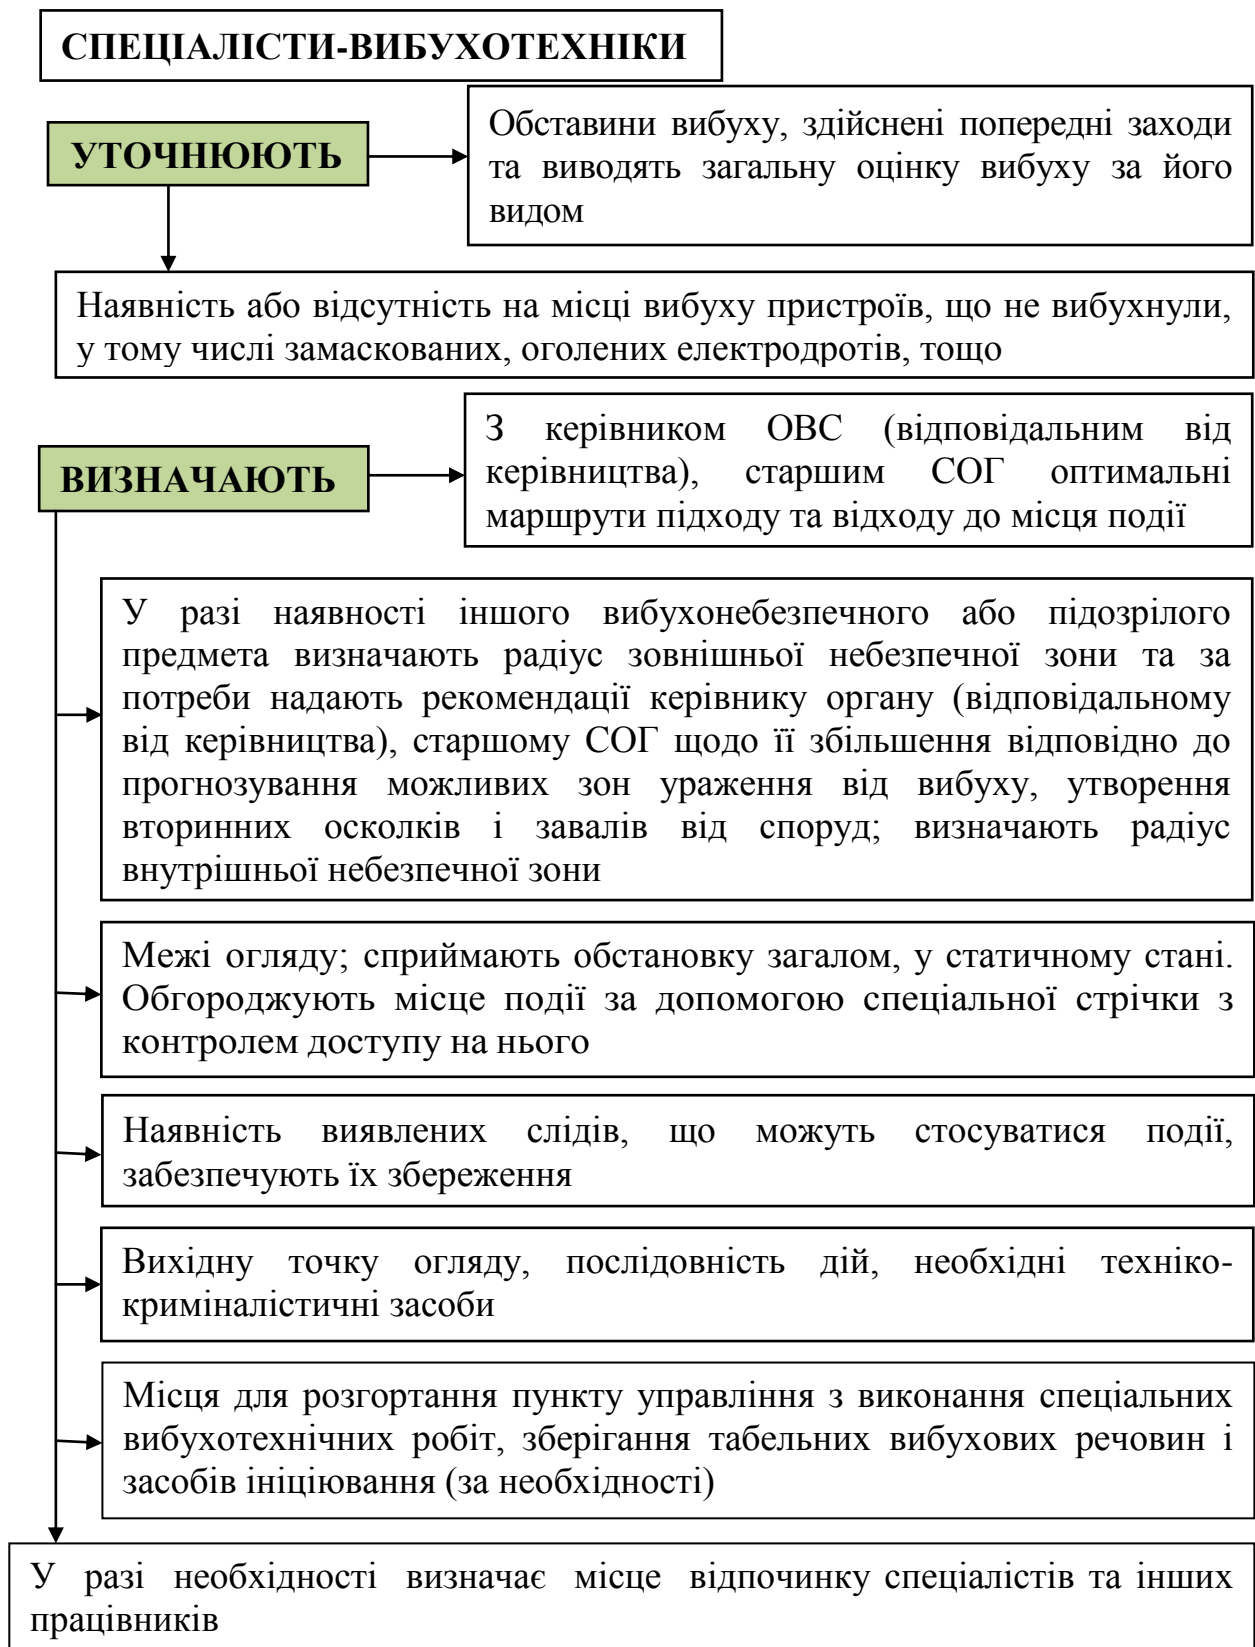 СПЕЦІАЛІСТИ-ВИБУХОТЕХНІКИ
УТОЧНЮЮТЬ
Обставини вибуху, здійснені попередні заходи
та виводять загальну оцінку вибуху за його
видом
Наявність або відсутність на місці вибуху пристроїв, що не вибухнули,
у тому числі замаскованих, оголених електродротів, тощо
ВИЗНАЧАЮТЬ
З керівником ОВС (відповідальним від
керівництва), старшим СОГ оптимальні
маршрути підходу та відходу до місця події
У разі наявності іншого вибухонебезпечного або підозрілого
предмета визначають радіус зовнішньої небезпечної зони та за
потреби надають рекомендації керівнику органу (відповідальному
від керівництва), старшому СОГ щодо її збільшення відповідно до
прогнозування можливих зон ураження від вибуху, утворення
вторинних осколків і завалів від споруд; визначають радіус
внутрішньої небезпечної зони
Межі огляду; сприймають обстановку загалом, у статичному стані.
Обгороджують місце події за допомогою спеціальної стрічки з
контролем доступу на нього
Наявність виявлених слідів, що можуть стосуватися події,
забезпечують їх збереження
Вихідну точку огляду, послідовність дій, необхідні техніко-
криміналістичні засоби
Місця для розгортання пункту управління з виконання спеціальних
вибухотехнічних робіт, зберігання табельних вибухових речовин і
засобів ініціювання (за необхідності)
У разі необхідності визначає місце відпочинку спеціалістів та інших
працівників